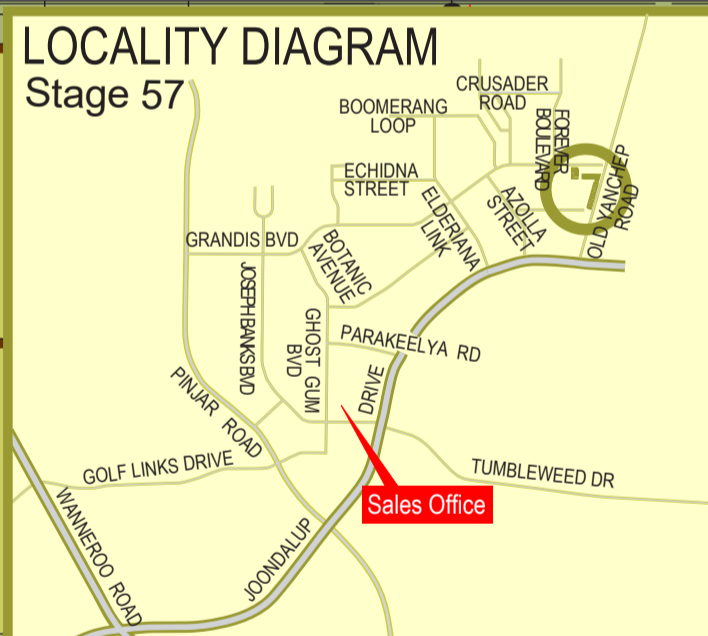 LOCALITY DIAGRAM
Stage 57
CRUSADER
ROAD
BOOMERANG
LOOP
FOREVER
BOULEVARD
ECHIDNA
STREET
'7
OLD YANCHEP
ROAD
AZOLLA
STREET
ELDERIANA
LINK
GRANDIS BVD
BOTANIC
AVENUE
JOSEPH BANKS BVD
GHOST GUM
BVD
PARAKEELYA RD
PINJAR ROAD
DRIVE
GOLF LINKS DRIVE
TUMBLEWEED DR
Sales Office
WANNEROO ROAD
JOONDALUP